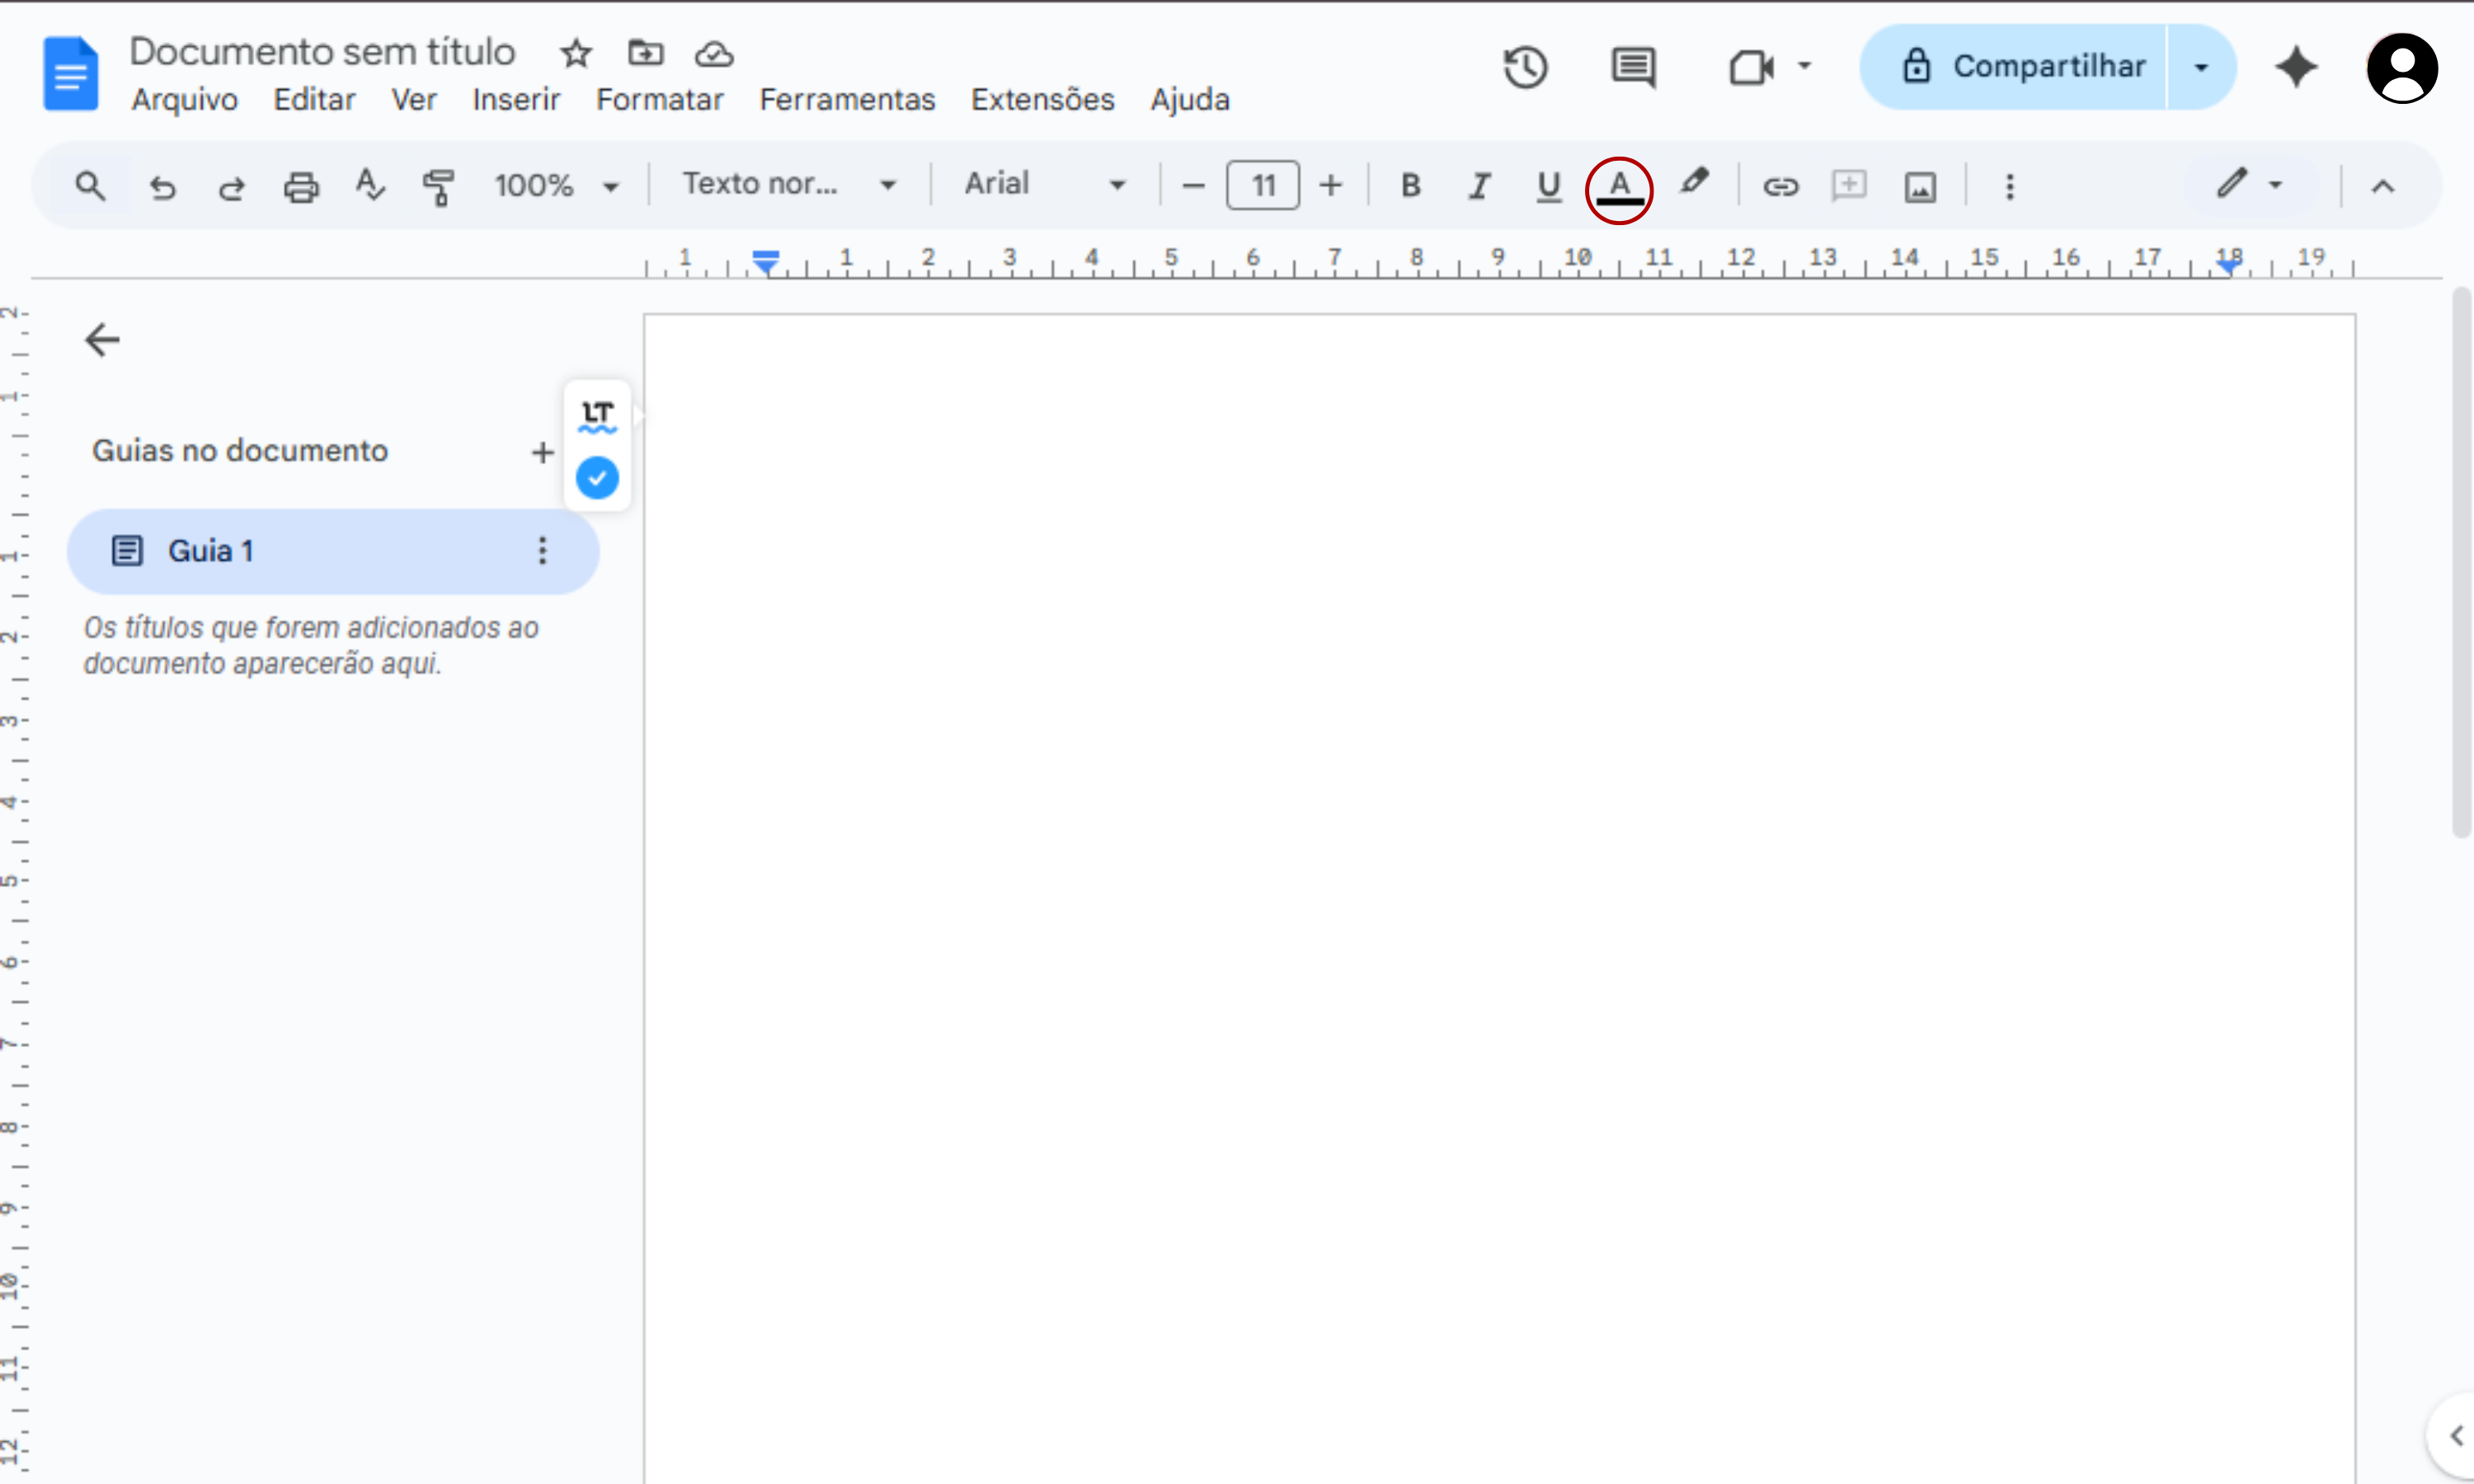 Documento sem título
Arquivo Editar Ver Inserir Formatar Ferramentas Extensões Ajuda
Compartilhar
100% Texto nor... Arial 11 B I U A
1 1 2 3 4 5 6 7 8 9 10 11 12 13 14 15 16 17 18 19
2
1
1
2
3
4
5
6
7
8
9
10
11
12
LT
Guias no documento
Guia 1
Os títulos que forem adicionados ao
documento aparecerão aqui.